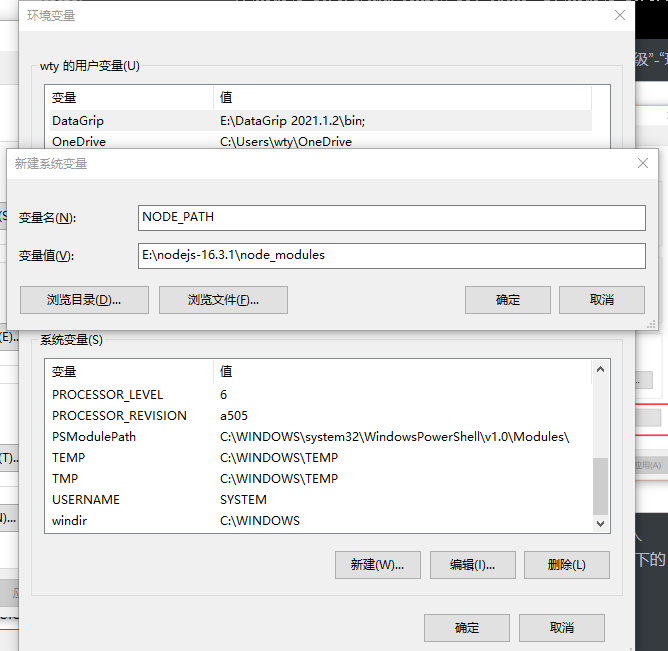 环境变量
级”-“环
wty 的用户变量(U)
变量 值
DataGrip E:\DataGrip 2021.1.2\bin;
OneDrive C:\Users\wty\OneDrive
新建系统变量
变量名(N): NODE_PATH
变量值(V): E:\nodejs-16.3.1\node_modules
浏览目录(D)... 浏览文件(F)... 确定 取消
系统变量(S)
变量 值
PROCESSOR_LEVEL 6
PROCESSOR_REVISION a505
PSModulePath C:\WINDOWS\system32\WindowsPowerShell\v1.0\Modules\
TEMP C:\WINDOWS\TEMP
TMP C:\WINDOWS\TEMP
USERNAME SYSTEM
windir C:\WINDOWS
应用(A)
新建(W)... 编辑(I)... 删除(L)
下的
确定 取消